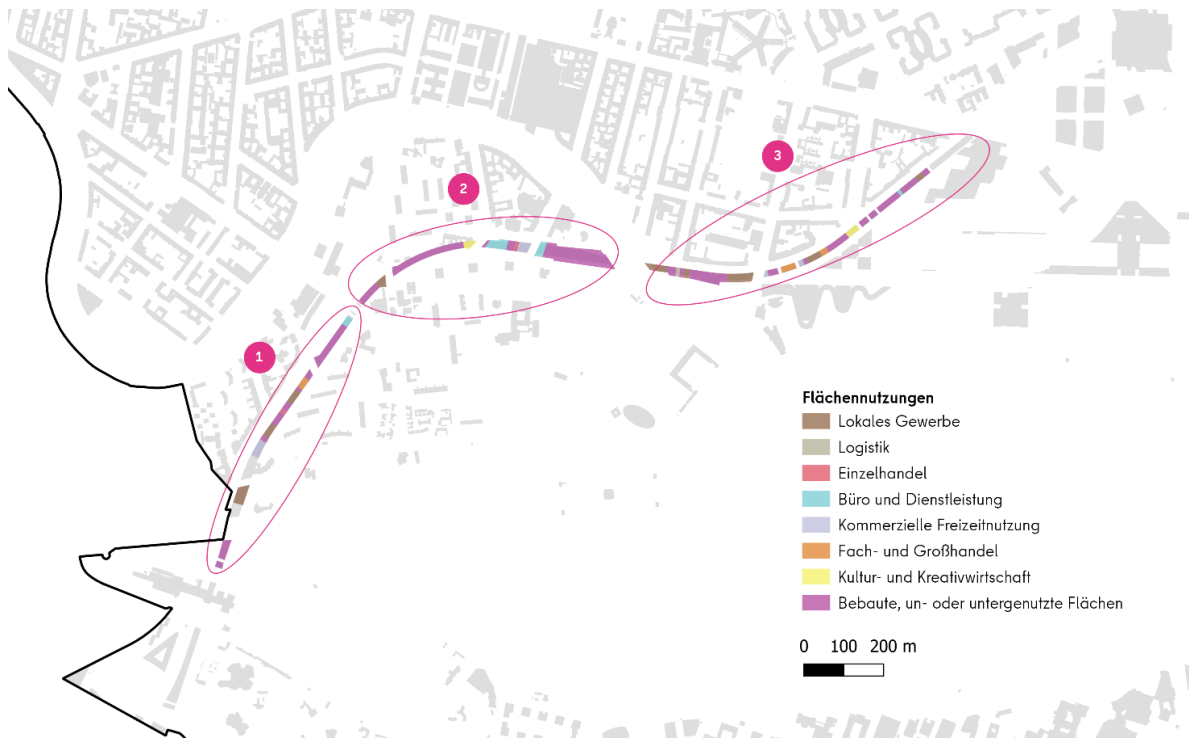 3
2
1
Flächennutzungen
Lokales Gewerbe
Logistik
Einzelhandel
Büro und Dienstleistung
Kommerzielle Freizeitnutzung
Fach- und Großhandel
Kultur- und Kreativwirtschaft
Bebaute, un- oder untergenutzte Flächen
0 100 200 m